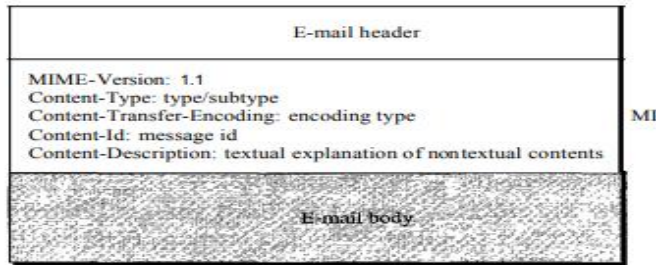 E-mail header
MIME-Version: 1.1
Content-Type: type/subtype
Content-Transfer-Encoding: encoding type
Content-Id: message id
Content-Description: textual explanation of nontextual contents
E-mail body